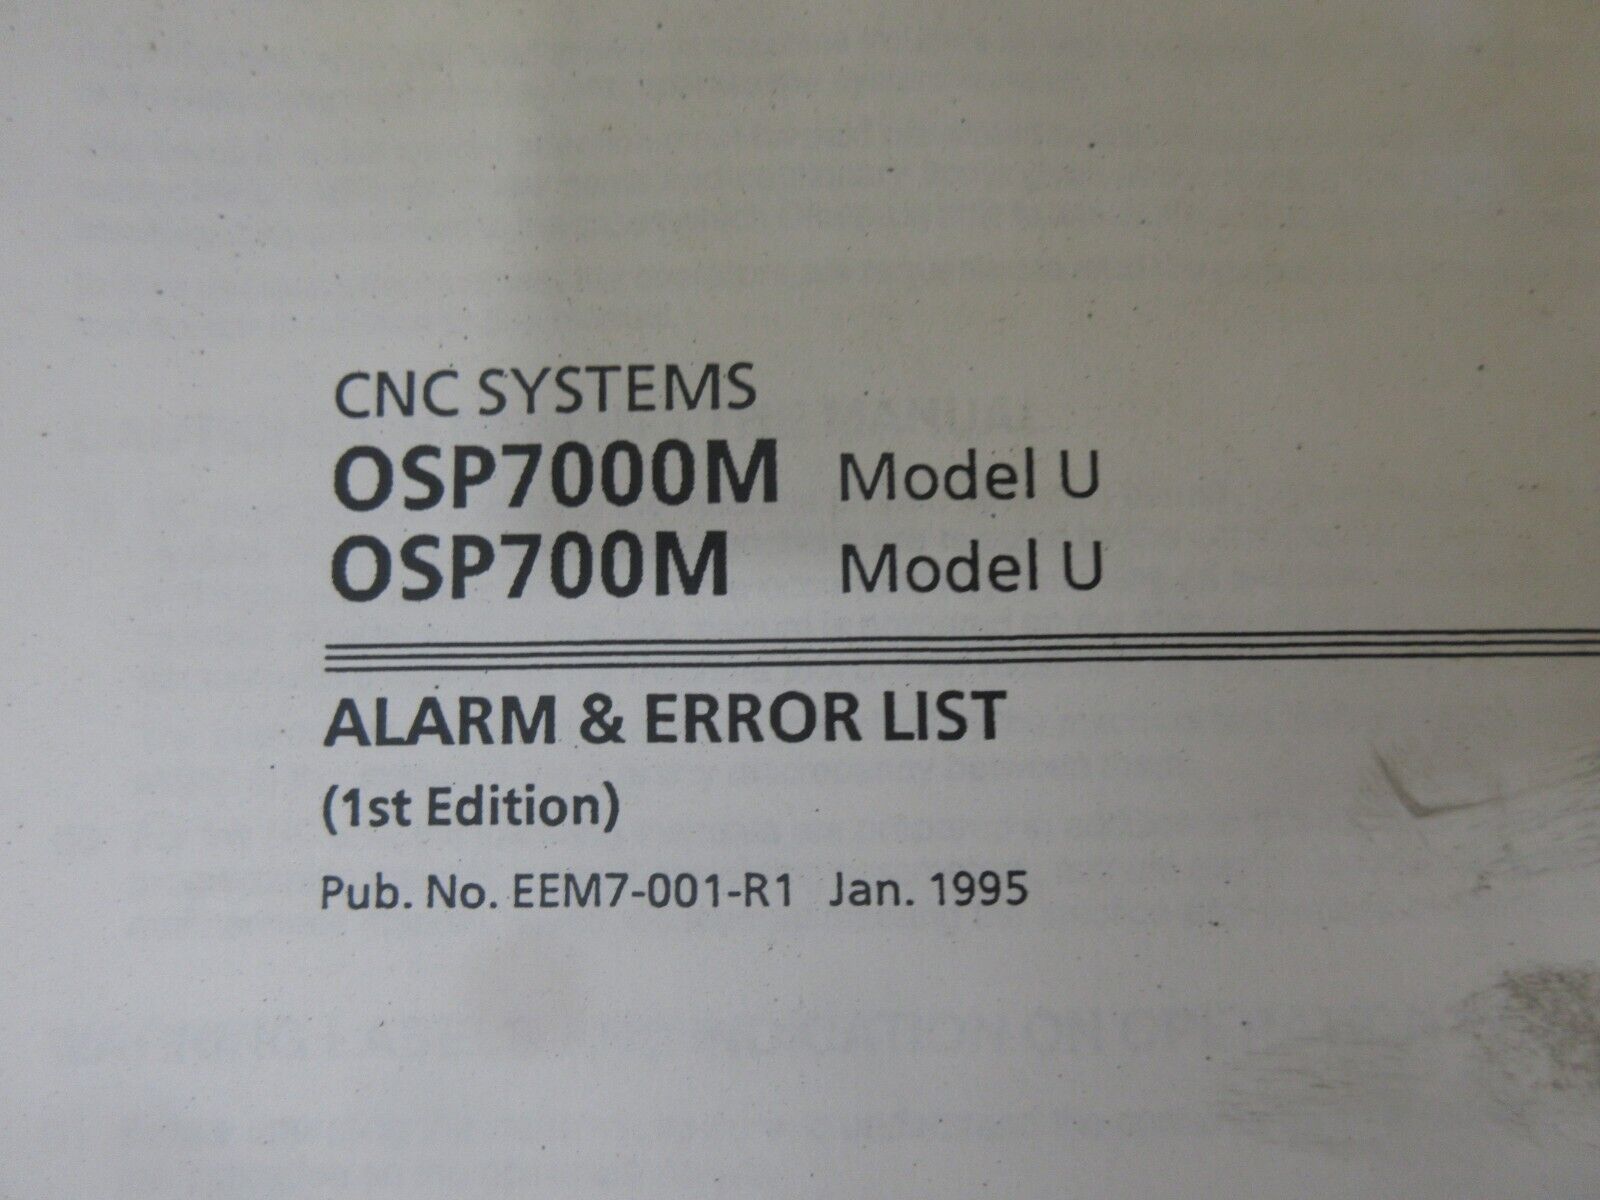 CNC SYSTEMS
OSP7000M Model U
OSP700M Model U
ALARM & ERROR LIST
(1st Edition)
Pub. No. EEM7-001-R1 Jan. 1995